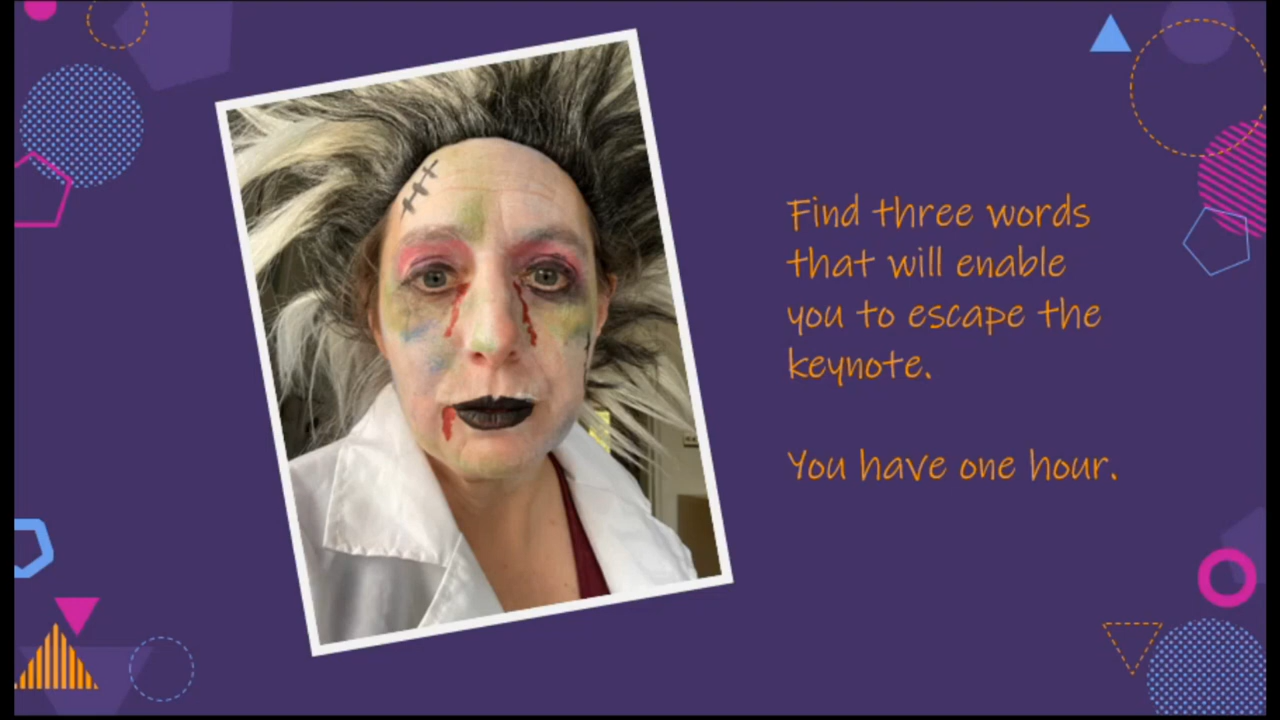 Find three words
that will enable
you to escape the
keynote.
You have one hour.